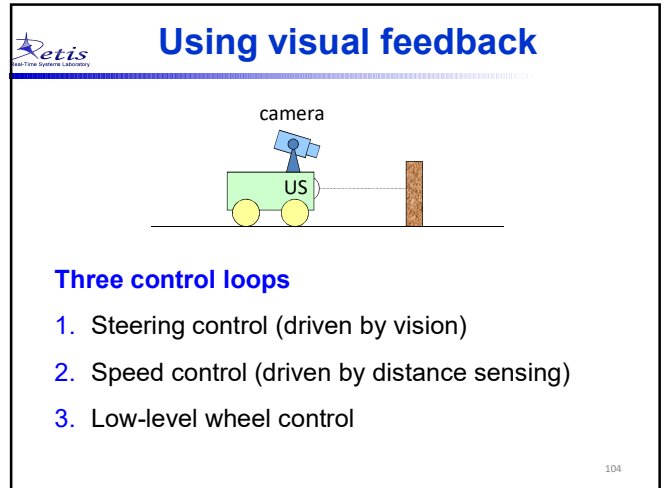 Using visual feedback
Retis
Real-Time Systems Laboratory
camera
US
Three control loops
1. Steering control (driven by vision)
2. Speed control (driven by distance sensing)
3. Low-level wheel control
104